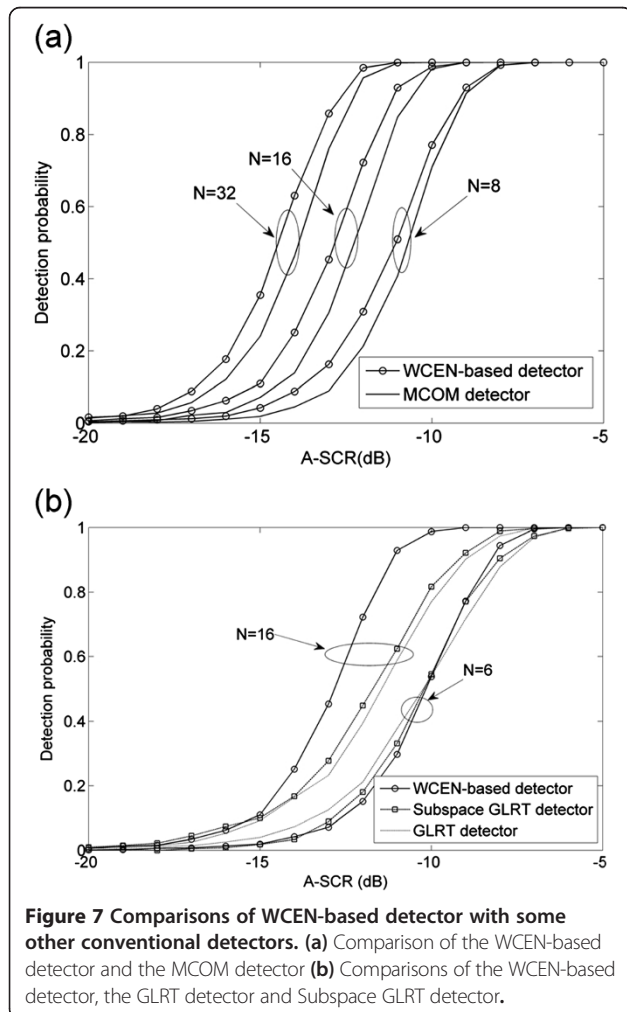 (a)
1
0.8
0.6
0.4
0.2
0
Detection probability
N=32
N=16
N=8
WCEN-based detector
MCOM detector
-20
-15
-10
-5
A-SCR(dB)
(b)
1
0.8
0.6
0.4
0.2
0
Detection probability
N=16
N=6
WCEN-based detector
Subspace GLRT detector
GLRT detector
-20
-15
-10
-5
A-SCR (dB)
Figure 7 Comparisons of WCEN-based detector with some
other conventional detectors. (a) Comparison of the WCEN-based
detector and the MCOM detector (b) Comparisons of the WCEN-based
detector, the GLRT detector and Subspace GLRT detector.